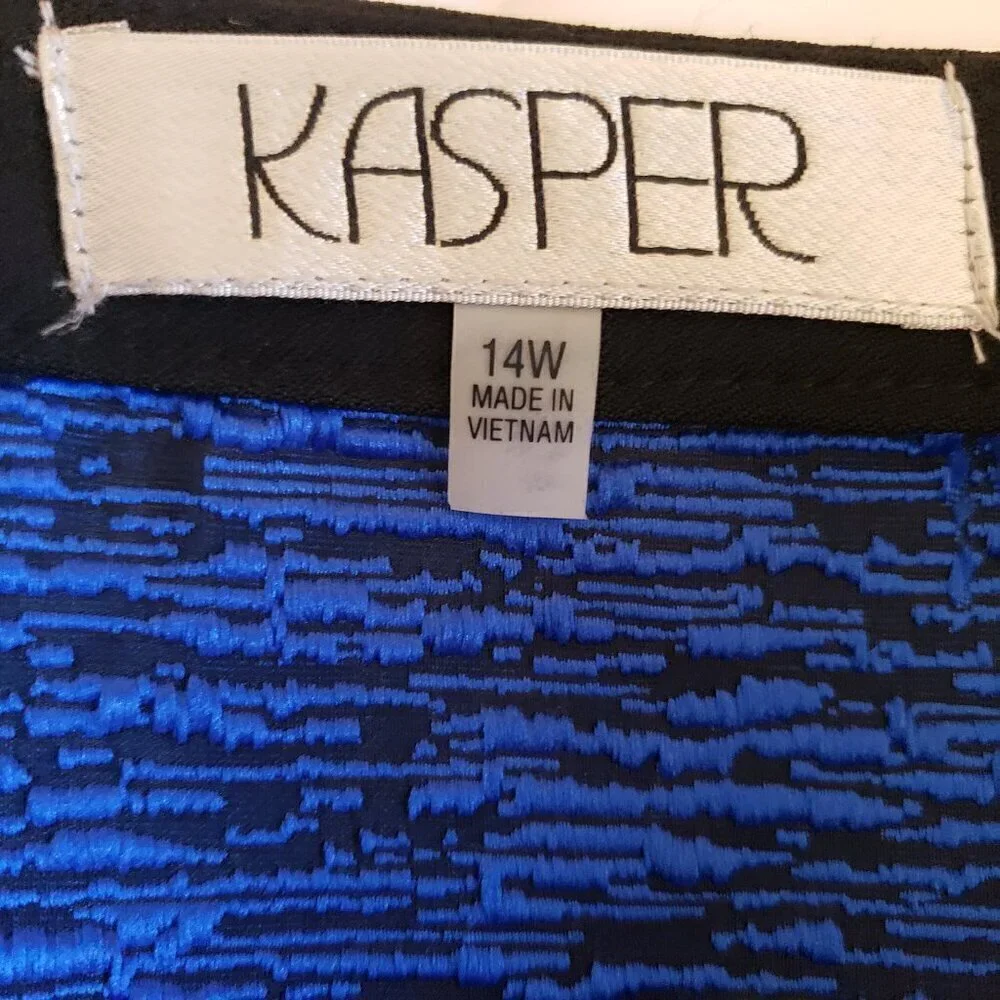 KASPER
14W
MADE IN
VIETNAM